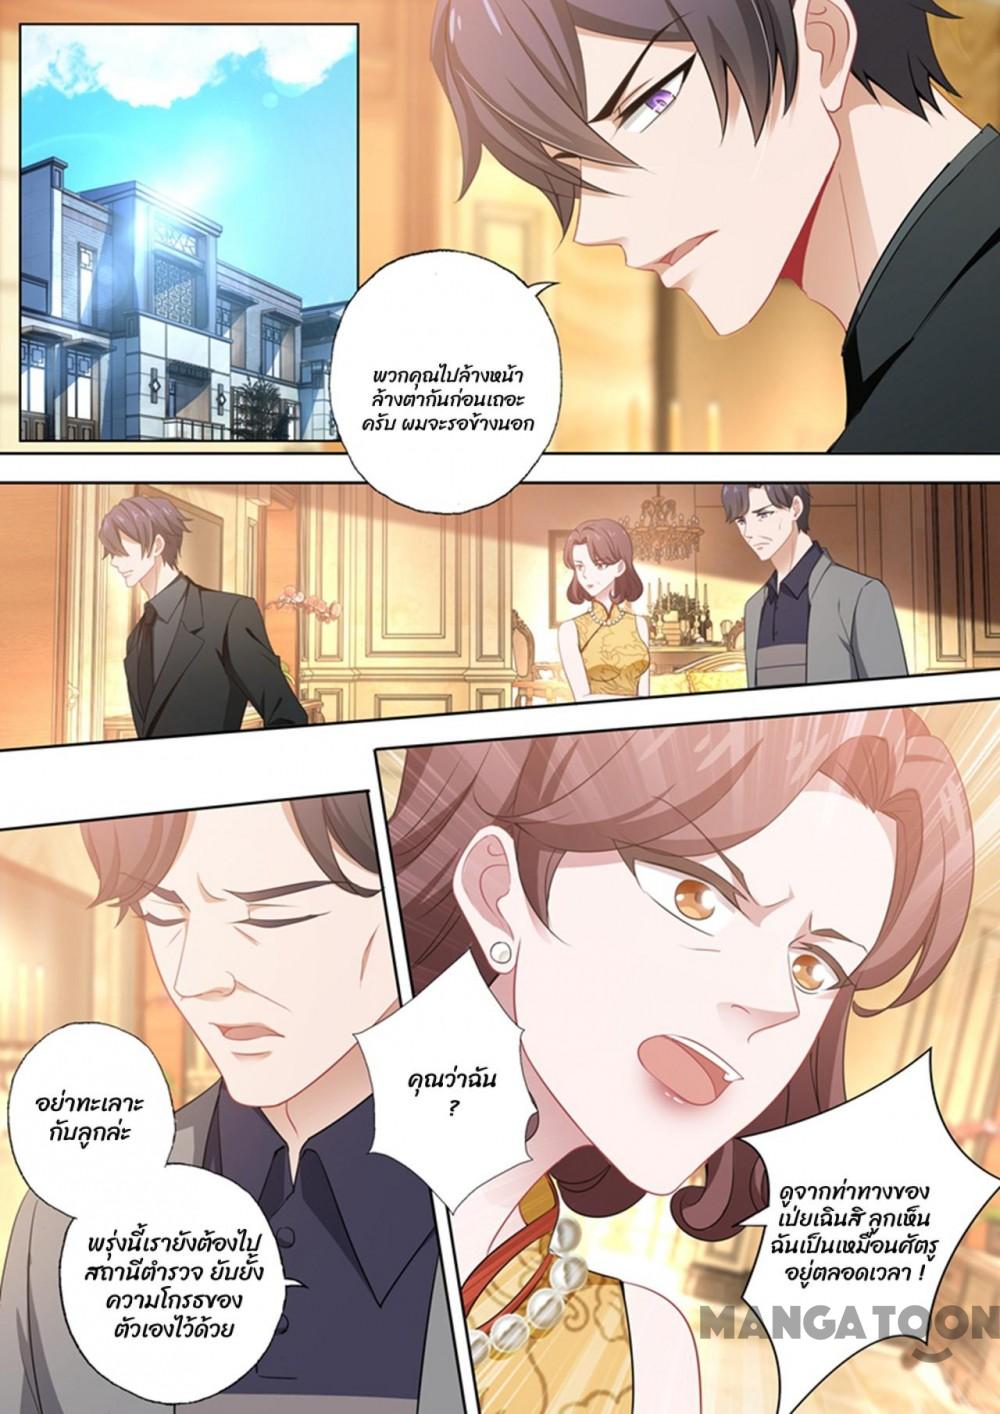 พวกคุณไปล้างหน้า
ล้างตากันก่อนเถอะ
ครับ ผมจะรอข้างนอก
อย่าทะเลาะ
กับลูกล่ะ
พรุ่งนี้เรายังต้องไป
สถานีตำรวจ ยับยั้ง
ความโกรธของ
ตัวเองไว้ด้วย
คุณว่าฉัน
?
ดูจากท่าทางของ
เป่ยเฉินสิ ลูกเห็น
ฉันเป็นเหมือนศัตรู
อยู่ตลอดเวลา !
MANGATOON